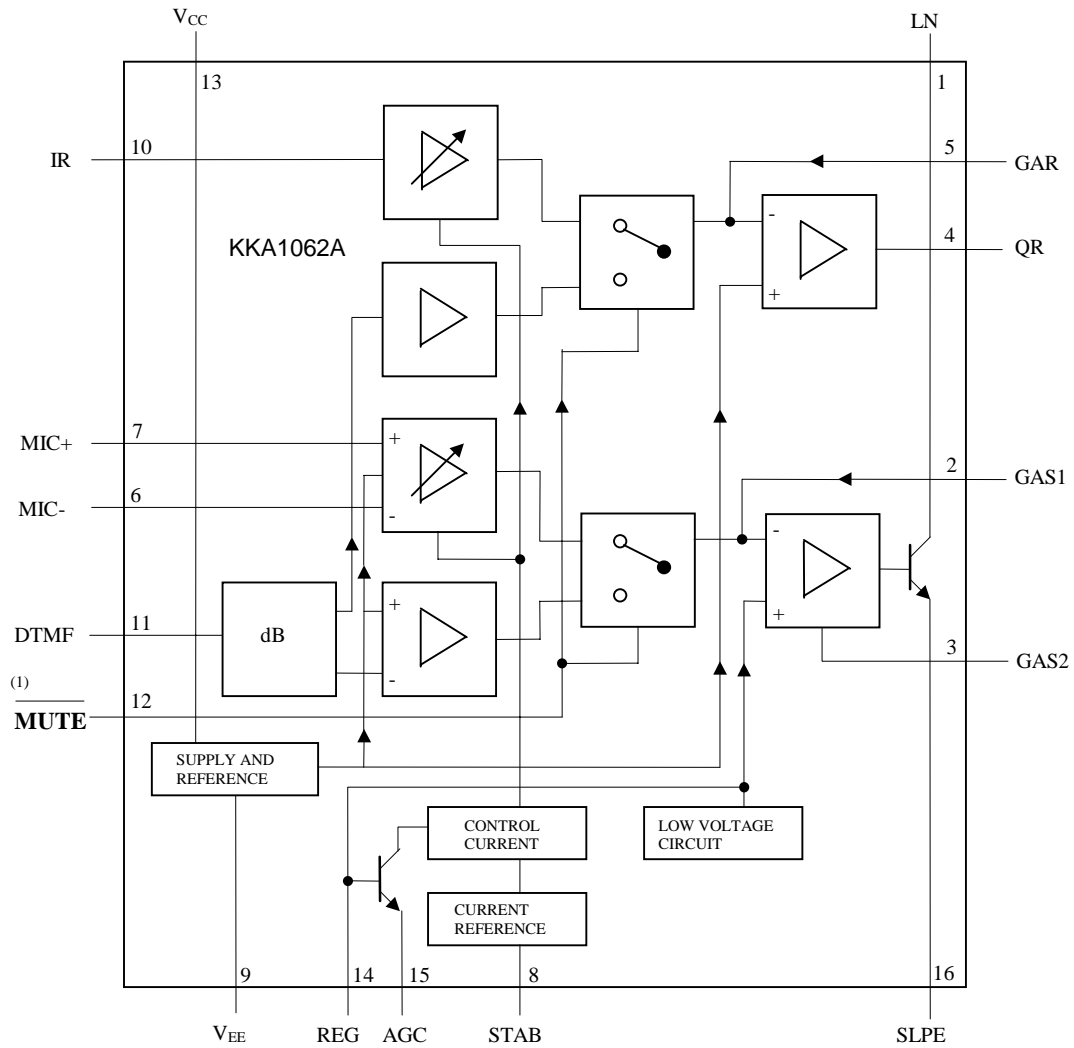 VCC
LN
13
1
IR
10
5
GAR
KKA1062A
-
4
QR
+
MIC+
7
+
2
GAS1
MIC-
6
-
-
+
DTMF
11
dB
+
-
3
GAS2
(1)
MUTE
12
SUPPLY AND
REFERENCE
CONTROL
CURRENT
LOW VOLTAGE
CIRCUIT
CURRENT
REFERENCE
9
14
15
8
16
VEE
REG
AGC
STAB
SLPE